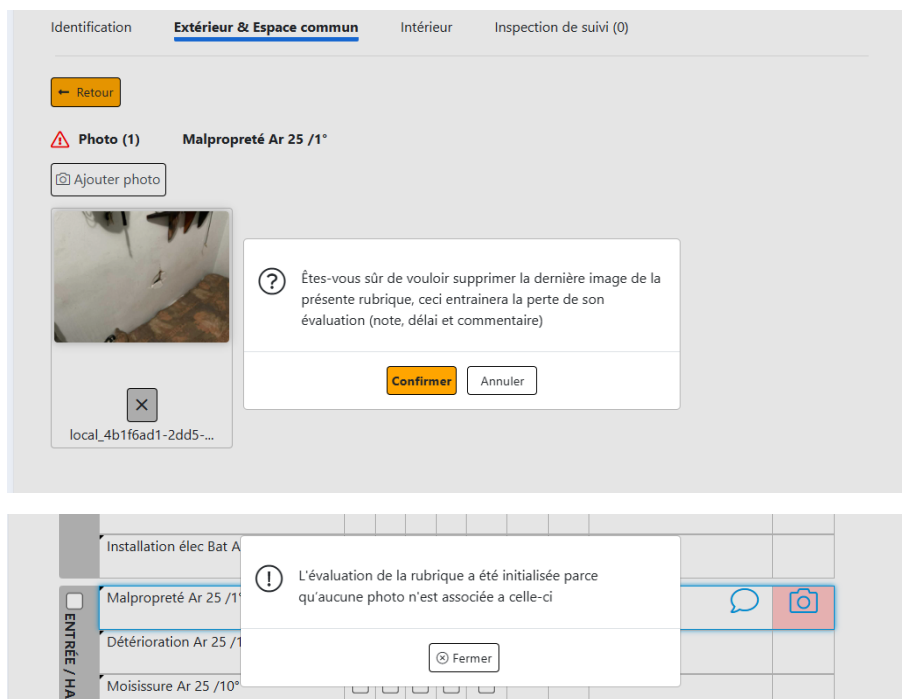 Identification Extérieur & Espace commun Intérieur Inspection de suivi (0)
← Retour
Photo (1) Malpropreté Ar 25 /1°
Ajouter photo
Êtes-vous sûr de vouloir supprimer la dernière image de la
présente rubrique, ceci entrainera la perte de son
évaluation (note, délai et commentaire)
Confirmer Annuler
local_4b1f6ad1-2dd5-...
Installation élec Bat A
L'évaluation de la rubrique a été initialisée parce
qu'aucune photo n'est associée a celle-ci
Malpropreté Ar 25 /1°
Détérioration Ar 25 /1
Fermer
Moisissure Ar 25 /10°
ENTRÉE / HA